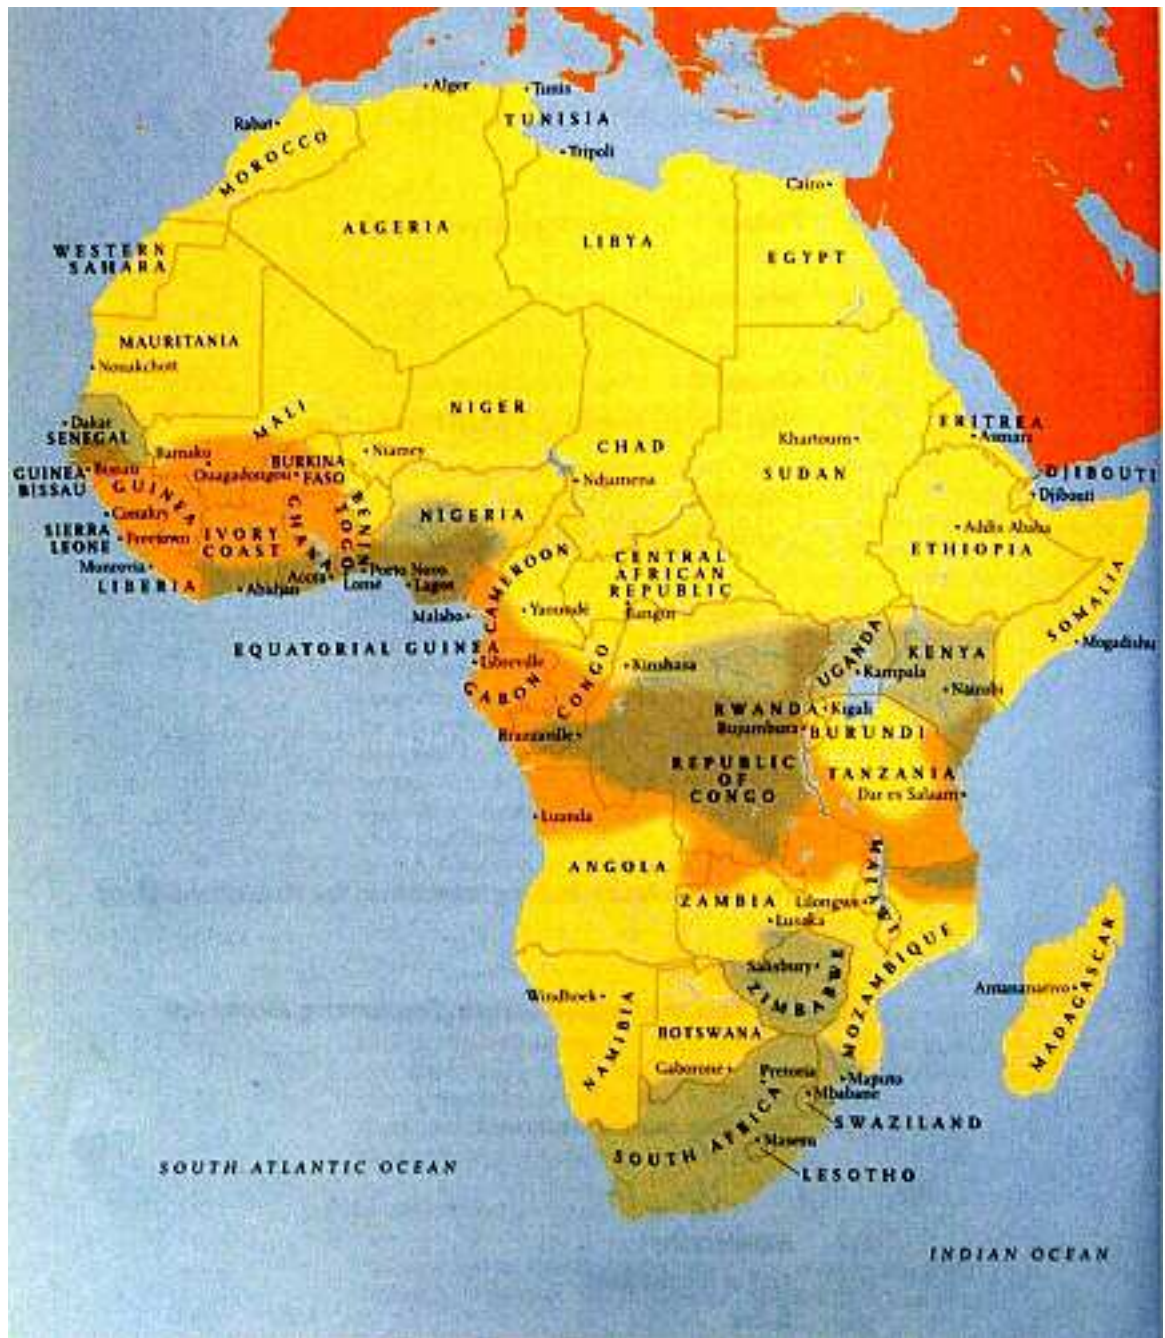 Alger
Tunis
TUNISIA
Rabat
MOROCCO
Tripoli
Cairo
ALGERIA
LIBYA
EGYPT
WESTERN
SAHARA
MAURITANIA
Nouakchott
MALI
NIGER
CHAD
Khartoum
SUDAN
ERITREA
Asmara
Dakar
SENEGAL
Bamako
Niamey
Ndjamena
GUINEA
BISSAU
Bissau
GUINEA
Ouagadougou
BURKINA
FASO
BENIN
TOGO
GHANA
NIGERIA
DJIBOUTI
Djibouti
Conakry
SIERRA
LEONE
Freetown
IVORY
COAST
Addis Ababa
ETHIOPIA
Monrovia
LIBERIA
Abidjan
Accra
Lome
Porto Novo
Lagos
CAMEROON
CENTRAL
AFRICAN
REPUBLIC
Bangui
Yaounde
Malabo
SOMALIA
Mogadishu
EQUATORIAL GUINEA
Libreville
GABON
CONGO
Kinshasa
UGANDA
Kampala
KENYA
Nairobi
RWANDA
Kigali
Bujumbura
BURUNDI
Brazzaville
REPUBLIC
OF
CONGO
TANZANIA
Dar es Salaam
Luanda
ANGOLA
ZAMBIA
Lilongwe
MALAWI
Lusaka
Salisbury
ZIMBABWE
MOZAMBIQUE
Antananarivo
MADAGASCAR
Windhoek
NAMIBIA
BOTSWANA
Gaborone
Pretoria
Maputo
Mbabane
SWAZILAND
SOUTH AFRICA
Maseru
LESOTHO
SOUTH ATLANTIC OCEAN
INDIAN OCEAN